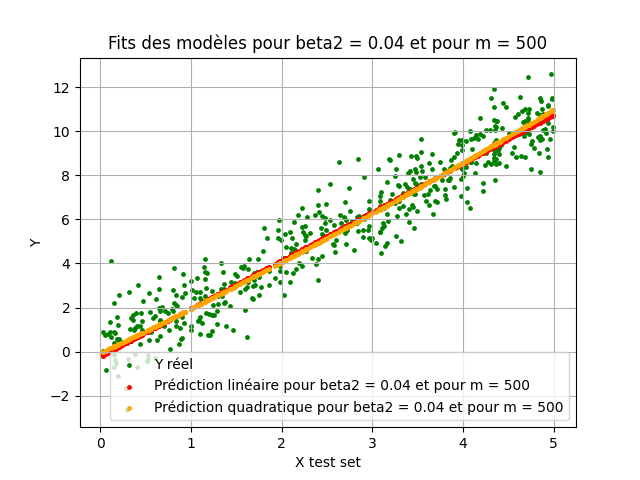 Fits des modèles pour beta2 = 0.04 et pour m = 500
Y
12
10
8
6
4
2
0
−2
Y réel
Prédiction linéaire pour beta2 = 0.04 et pour m = 500
Prédiction quadratique pour beta2 = 0.04 et pour m = 500
0 1 2 3 4 5
X test set